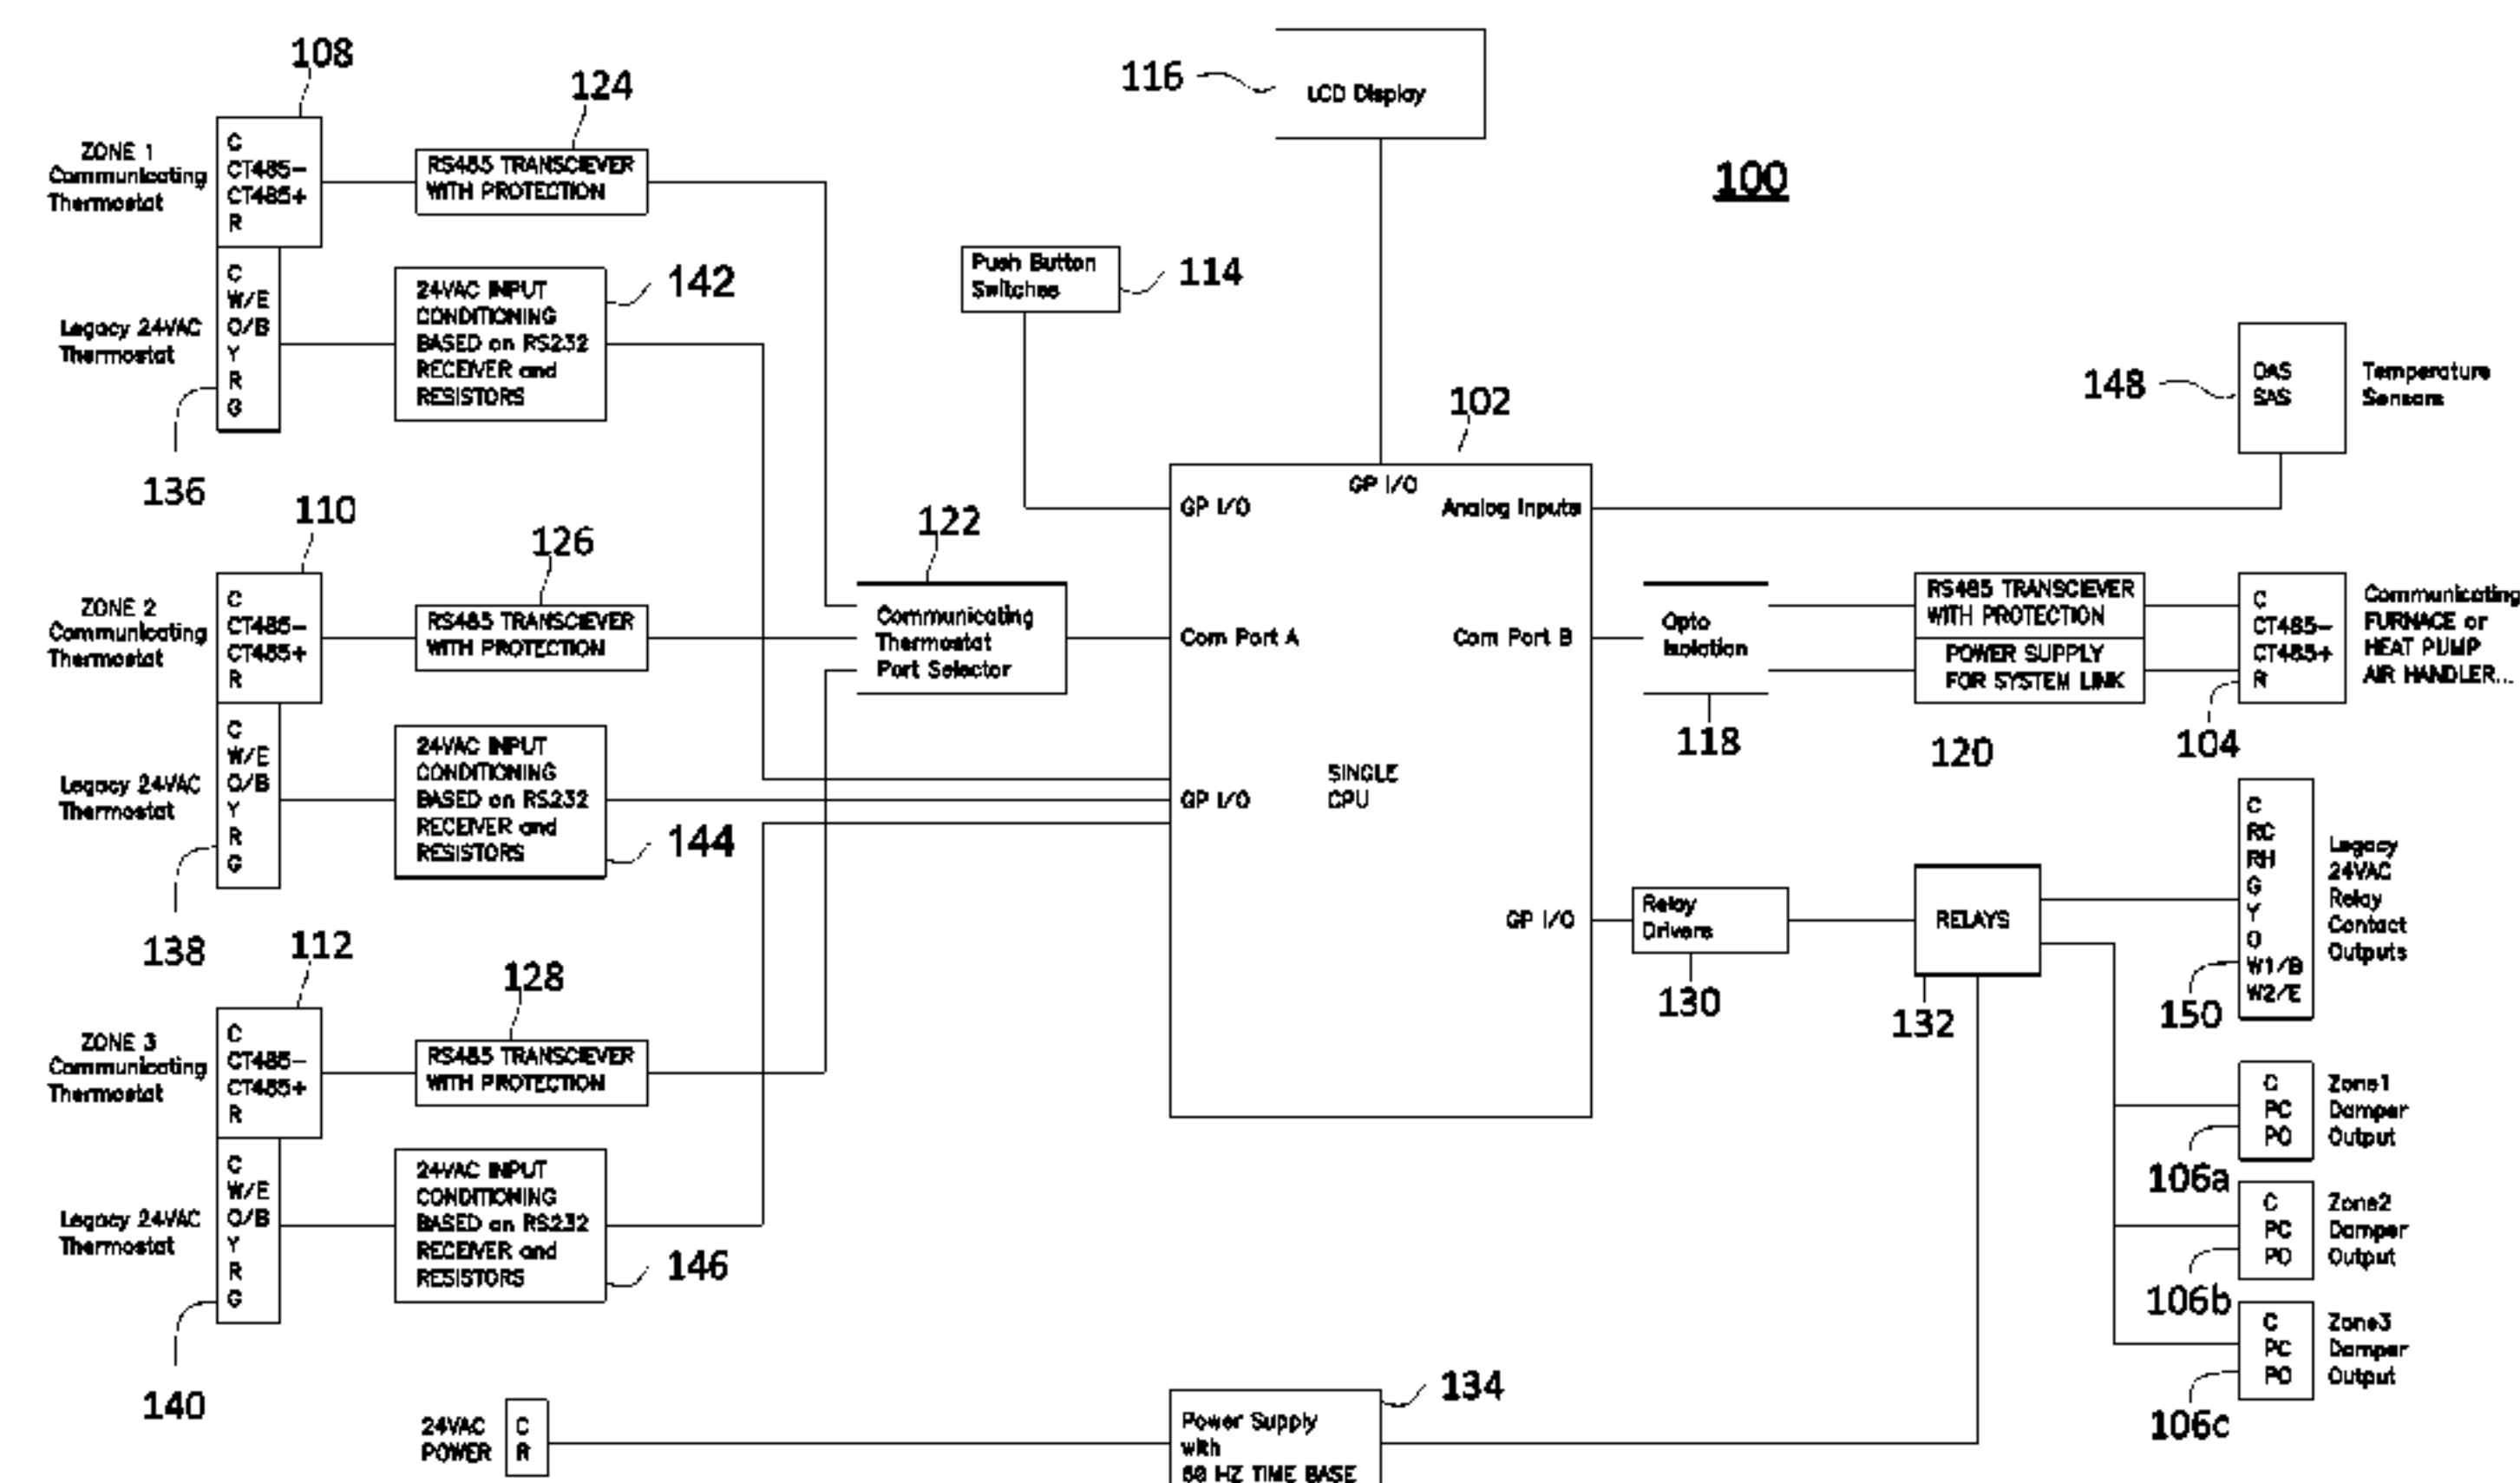 108
124
116
LCD Display
100
ZONE 1
Communicating
Thermostat
C
CT485-
CT485+
R
RS485 TRANSCIEVER
WITH PROTECTION
Legacy 24VAC
Thermostat
C
W/E
O/B
Y
R
G
136
24VAC INPUT
CONDITIONING
BASED on RS232
RECEIVER and
RESISTORS
142
Push Button
Switches
114
102
148
OAS
SAS
Temperature
Sensors
110
126
122
ZONE 2
Communicating
Thermostat
C
CT485-
CT485+
R
RS485 TRANSCIEVER
WITH PROTECTION
Communicating
Thermostat
Port Selector
GP I/O
GP I/O
Analog Inputs
Com Port A
Com Port B
GP I/O
SINGLE
CPU
GP I/O
Opto
Isolation
118
RS485 TRANSCIEVER
WITH PROTECTION
POWER SUPPLY
FOR SYSTEM LINK
120
C
CT485-
CT485+
R
104
Communicating
FURNACE or
HEAT PUMP
AIR HANDLER...
Legacy 24VAC
Thermostat
C
W/E
O/B
Y
R
G
138
24VAC INPUT
CONDITIONING
BASED on RS232
RECEIVER and
RESISTORS
144
Relay
Drivers
130
RELAYS
132
C
RC
RH
G
Y
O
W1/B
W2/E
150
Legacy
24VAC
Relay
Contact
Outputs
112
128
ZONE 3
Communicating
Thermostat
C
CT485-
CT485+
R
RS485 TRANSCIEVER
WITH PROTECTION
Legacy 24VAC
Thermostat
C
W/E
O/B
Y
R
G
140
24VAC INPUT
CONDITIONING
BASED on RS232
RECEIVER and
RESISTORS
146
C
PC
PO
106a
Zone1
Damper
Output
C
PC
PO
106b
Zone2
Damper
Output
C
PC
PO
106c
Zone3
Damper
Output
24VAC
POWER
C
R
Power Supply
with
60 HZ TIME BASE
134